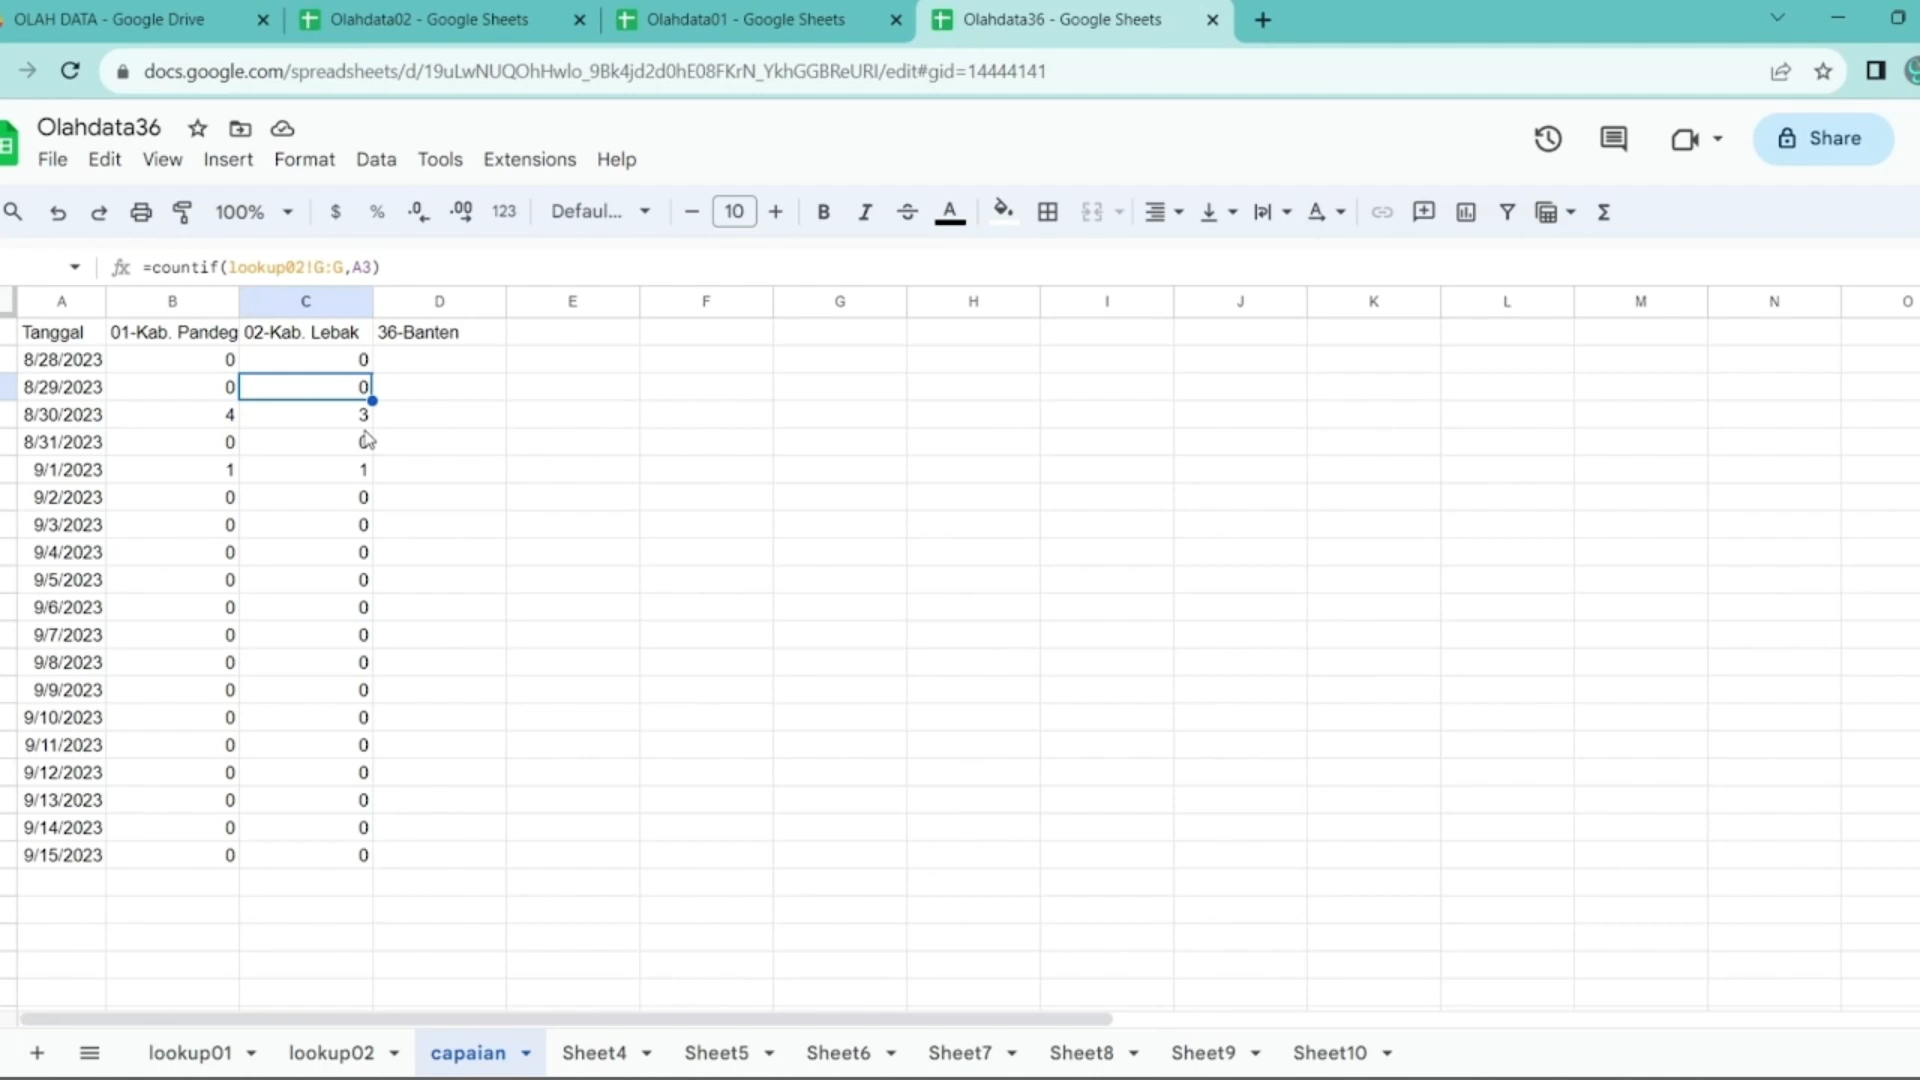 OLAH DATA - Google Drive
Olahdata02 - Google Sheets
Olahdata01 - Google Sheets
Olahdata36 - Google Sheets
docs.google.com/spreadsheets/d/19uLwNUQOhHwlo_9Bk4jd2d0hE08FKrN_YkhGGBReURI/edit#gid=14444141
Olahdata36
File Edit View Insert Format Data Tools Extensions Help
Share
100% $ % .0 .00 123 Defaul... 10 B I A
fx =countif(lookup02!G:G,A3)
A B C D E F G H I J K L M N O
Tanggal 01-Kab. Pandeg 02-Kab. Lebak 36-Banten
8/28/2023 0 0
8/29/2023 0 0
8/30/2023 4 3
8/31/2023 0 0
9/1/2023 1 1
9/2/2023 0 0
9/3/2023 0 0
9/4/2023 0 0
9/5/2023 0 0
9/6/2023 0 0
9/7/2023 0 0
9/8/2023 0 0
9/9/2023 0 0
9/10/2023 0 0
9/11/2023 0 0
9/12/2023 0 0
9/13/2023 0 0
9/14/2023 0 0
9/15/2023 0 0
lookup01 lookup02 capaian Sheet4 Sheet5 Sheet6 Sheet7 Sheet8 Sheet9 Sheet10